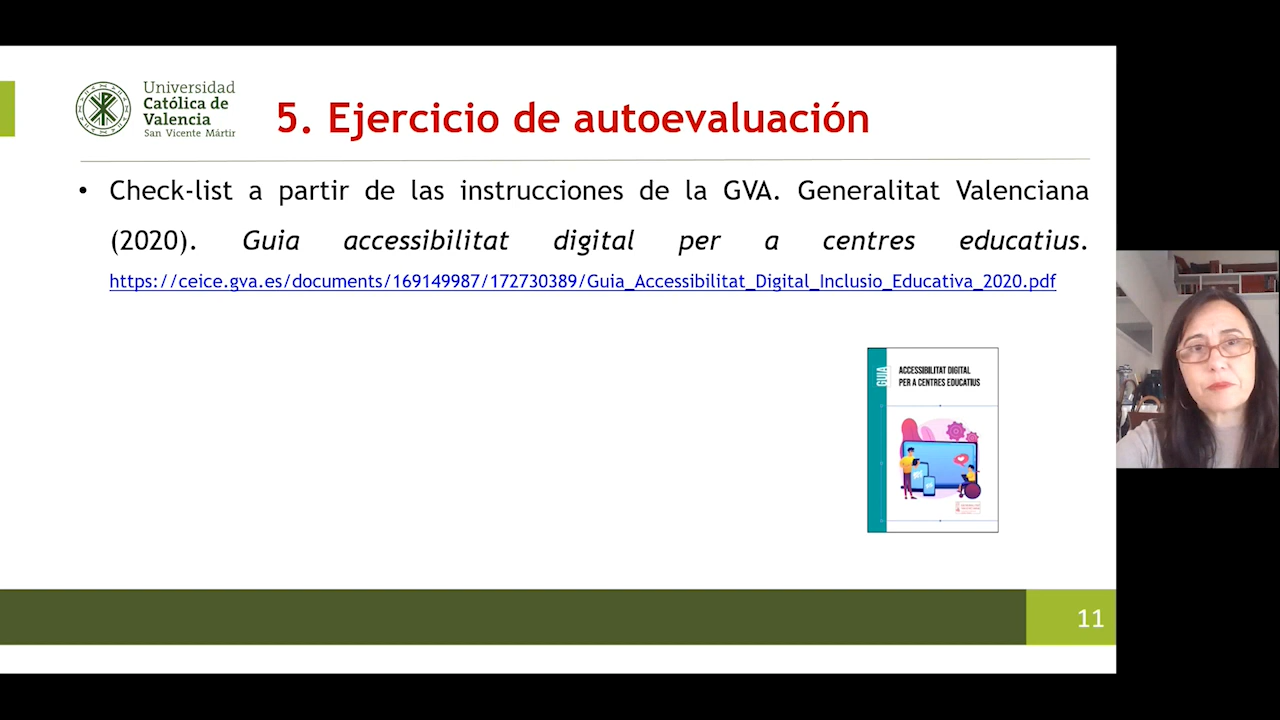 Universidad
Católica de
Valencia
San Vicente Mártir
5. Ejercicio de autoevaluación
• Check-list a partir de las instrucciones de la GVA. Generalitat Valenciana
(2020). Guia accessibilitat digital per a centres educatius.
https://ceice.gva.es/documents/169149987/172730389/Guia_Accessibilitat_Digital_Inclusio_Educativa_2020.pdf
GUIA
ACCESSIBILITAT DIGITAL
PER A CENTRES EDUCATIUS
11